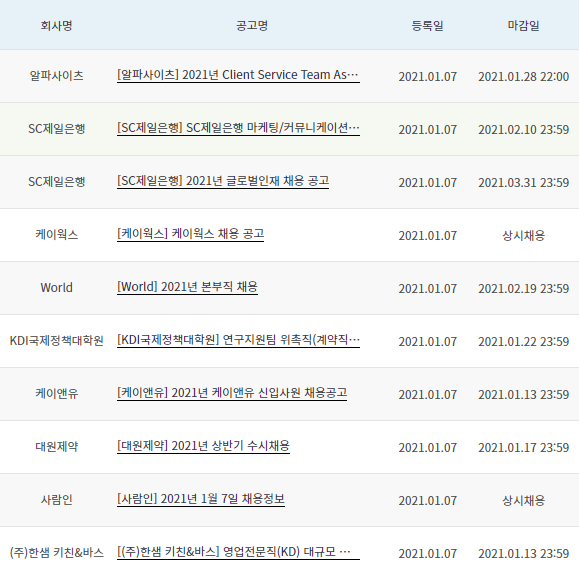 회사명 공고명 등록일 마감일
알파사이츠 [알파사이츠] 2021년 Client Service Team As… 2021.01.07 2021.01.28 22:00
SC제일은행 [SC제일은행] SC제일은행 마케팅/커뮤니케이션… 2021.01.07 2021.02.10 23:59
SC제일은행 [SC제일은행] 2021년 글로벌인재 채용 공고 2021.01.07 2021.03.31 23:59
케이웍스 [케이웍스] 케이웍스 채용 공고 2021.01.07 상시채용
World [World] 2021년 본부직 채용 2021.01.07 2021.02.19 23:59
KDI국제정책대학원 [KDI국제정책대학원] 연구지원팀 위촉직(계약직… 2021.01.07 2021.01.22 23:59
케이앤유 [케이앤유] 2021년 케이앤유 신입사원 채용공고 2021.01.07 2021.01.13 23:59
대원제약 [대원제약] 2021년 상반기 수시채용 2021.01.07 2021.01.17 23:59
사람인 [사람인] 2021년 1월 7일 채용정보 2021.01.07 상시채용
(주)한샘 키친&바스 [(주)한샘 키친&바스] 영업전문직(KD) 대규모 … 2021.01.07 2021.01.13 23:59